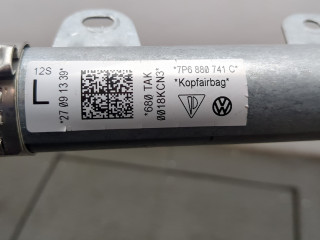 12S
L
*27 09 13 39*
*680 TAK
0018KCN3*
*7P6 880 741 C*
*Kopfairbag*